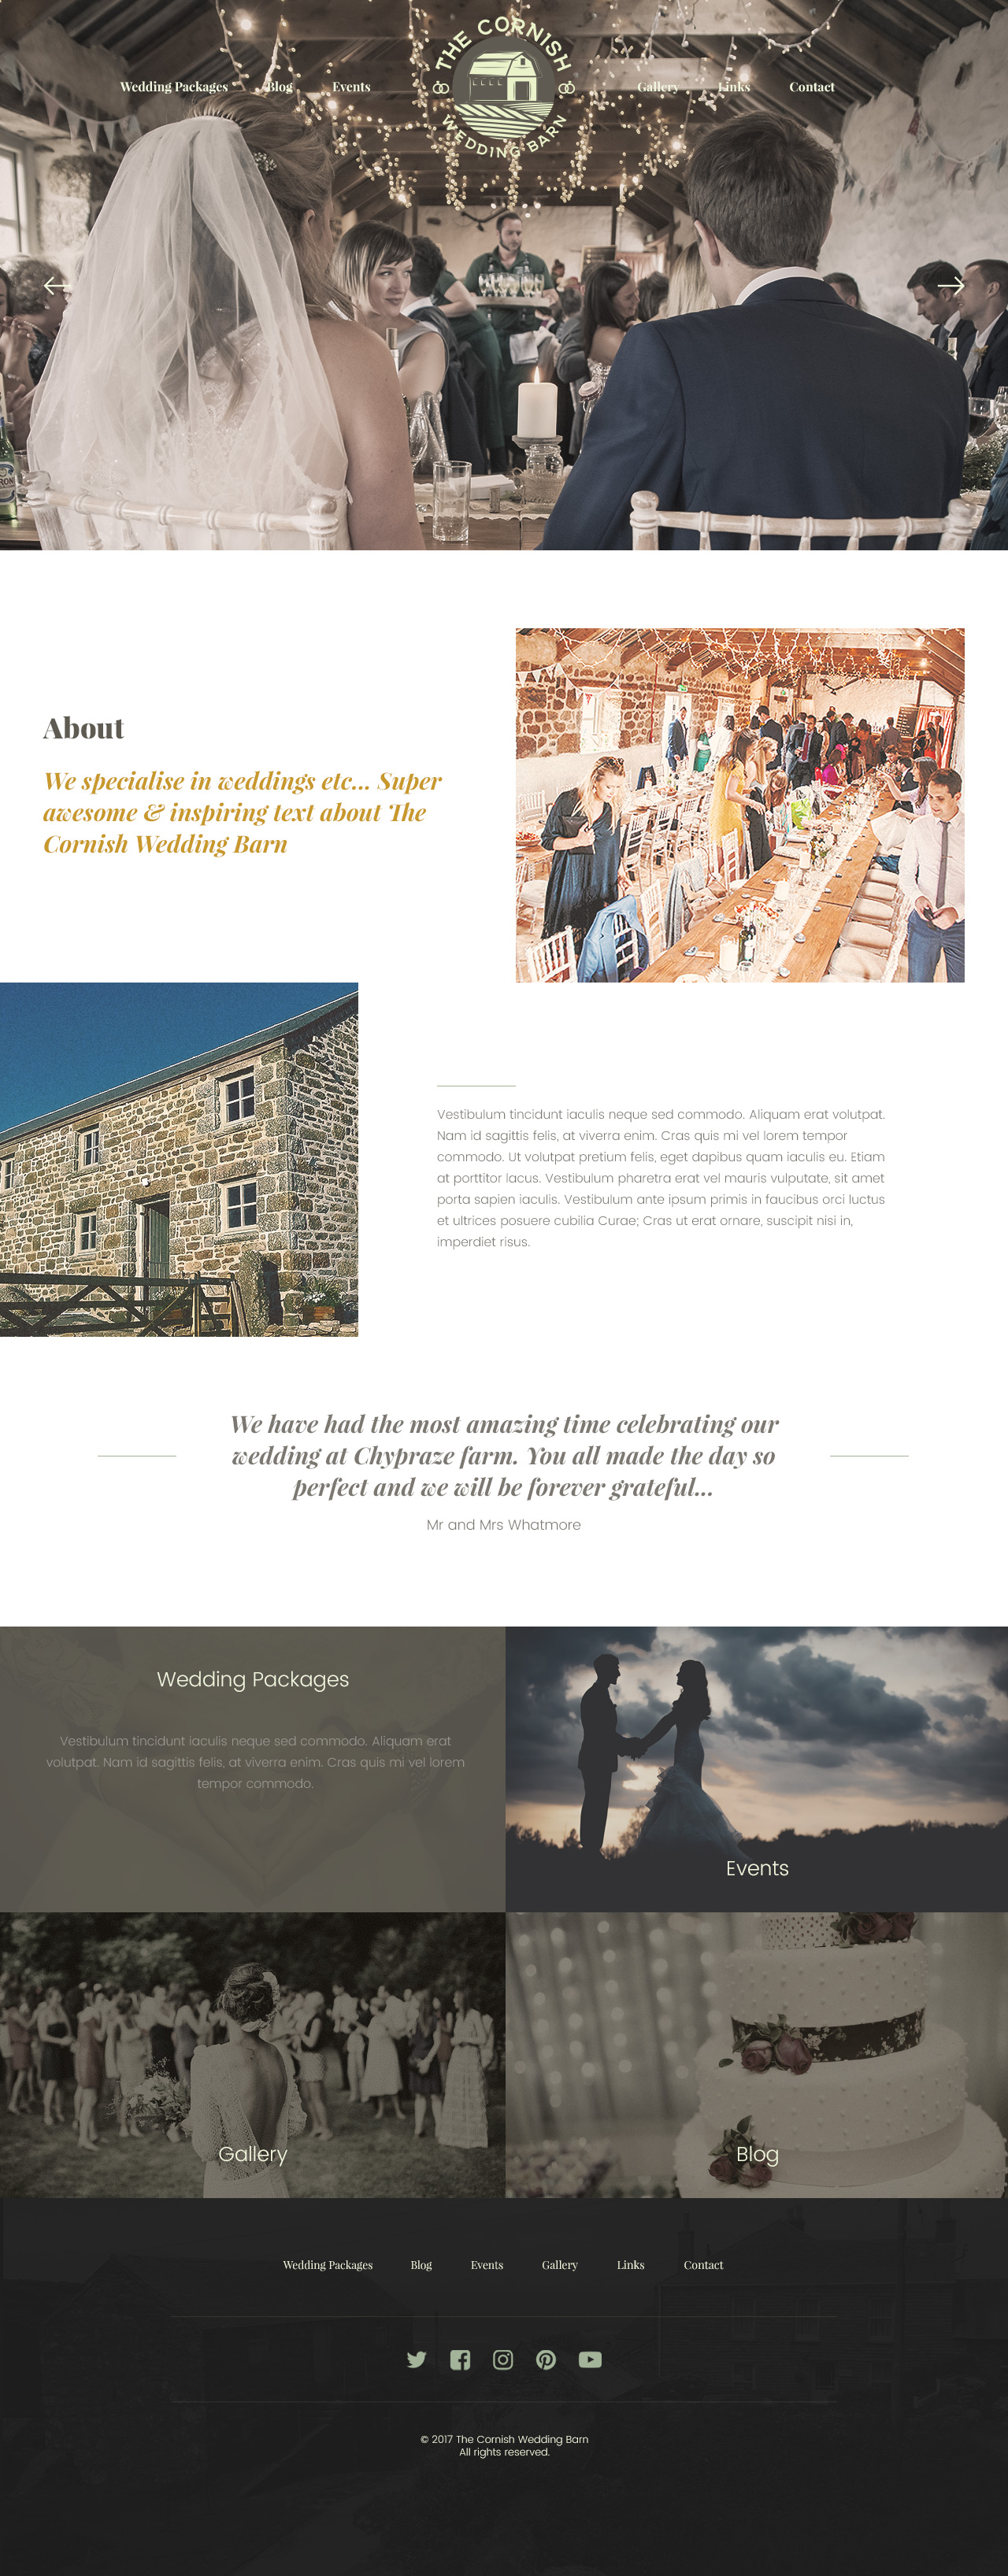 THE CORNISH
WEDDING BARN
Wedding Packages
Blog
Events
Gallery
Links
Contact
About
We specialise in weddings etc... Super
awesome & inspiring text about The
Cornish Wedding Barn
Vestibulum tincidunt iaculis neque sed commodo. Aliquam erat volutpat.
Nam id sagittis felis, at viverra enim. Cras quis mi vel lorem tempor
commodo. Ut volutpat pretium felis, eget dapibus quam iaculis eu. Etiam
at porttitor lacus. Vestibulum pharetra erat vel mauris vulputate, sit amet
porta sapien iaculis. Vestibulum ante ipsum primis in faucibus orci luctus
et ultrices posuere cubilia Curae; Cras ut erat ornare, suscipit nisi in,
imperdiet risus.
We have had the most amazing time celebrating our
wedding at Chypraze farm. You all made the day so
perfect and we will be forever grateful...
Mr and Mrs Whatmore
Wedding Packages
Vestibulum tincidunt iaculis neque sed commodo. Aliquam erat
volutpat. Nam id sagittis felis, at viverra enim. Cras quis mi vel lorem
tempor commodo.
Events
Gallery
Blog
Wedding Packages Blog Events Gallery Links Contact
© 2017 The Cornish Wedding Barn
All rights reserved.